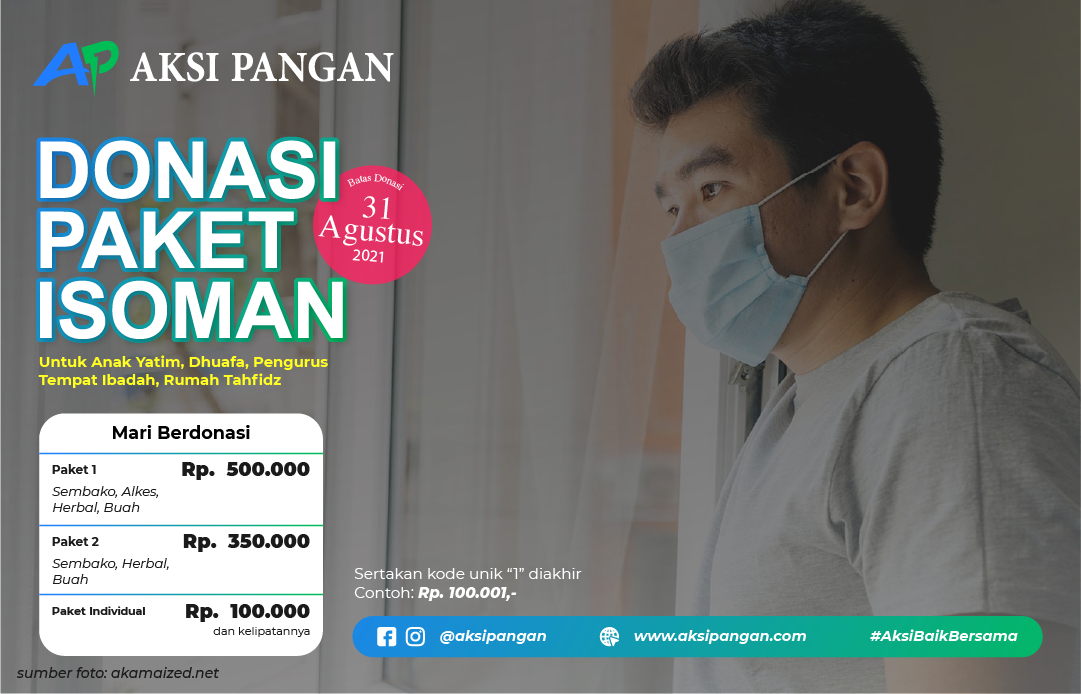 AP AKSI PANGAN
DONASI
PAKET
ISOMAN
Batas Donasi
31
Agustus
2021
Untuk Anak Yatim, Dhuafa, Pengurus
Tempat Ibadah, Rumah Tahfidz
Mari Berdonasi
Paket 1 Rp. 500.000
Sembako, Alkes,
Herbal, Buah
Paket 2 Rp. 350.000
Sembako, Herbal,
Buah
Paket Individual Rp. 100.000
dan kelipatannya
Sertakan kode unik “1” diakhir
Contoh: Rp. 100.001,-
@aksipangan www.aksipangan.com #AksiBaikBersama
sumber foto: akamaized.net